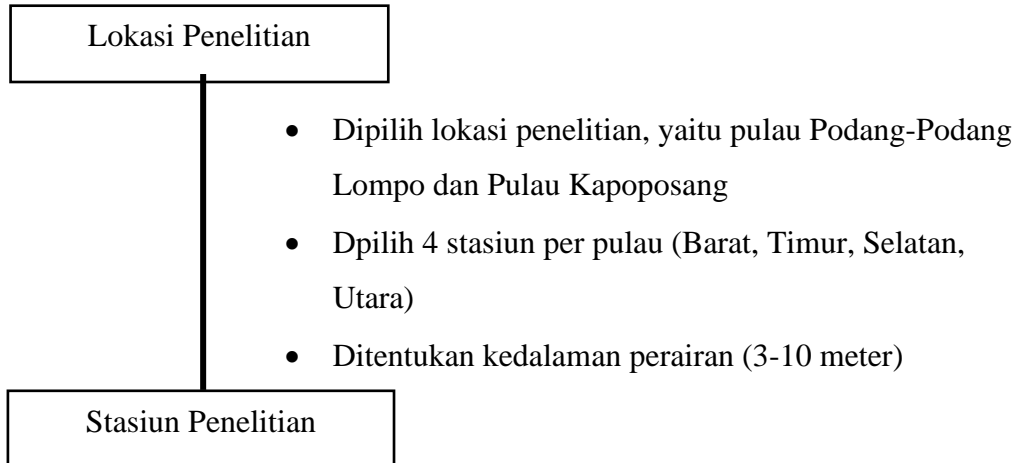 Lokasi Penelitian
• Dipilih lokasi penelitian, yaitu pulau Podang-Podang
Lompo dan Pulau Kapoposang
• Dpilih 4 stasiun per pulau (Barat, Timur, Selatan,
Utara)
• Ditentukan kedalaman perairan (3-10 meter)
Stasiun Penelitian